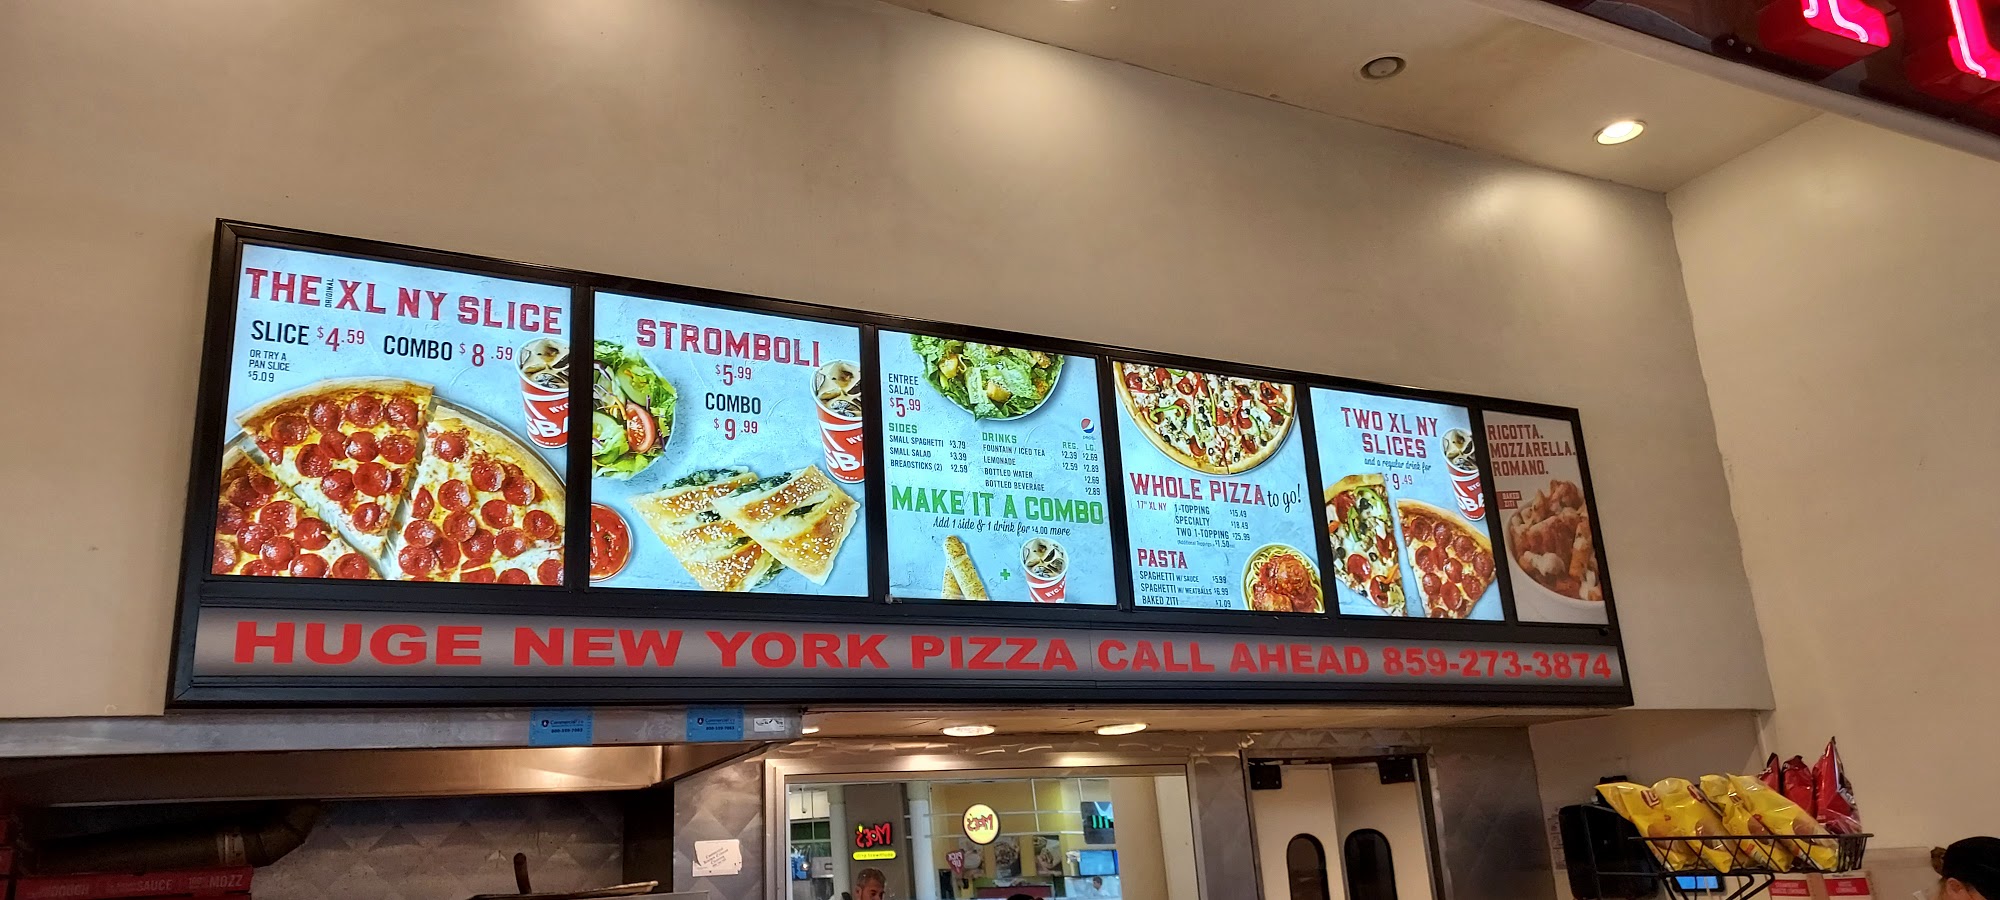 THE ORIGINAL XL NY SLICE
SLICE $4.59 COMBO $8.59
OR TRY A
PAN SLICE
$5.09
STROMBOLI
$5.99
COMBO
$9.99
ENTREE
SALAD
$5.99
SIDES
SMALL SPAGHETTI $3.79
SMALL SALAD $3.39
BREADSTICKS (2) $2.59
DRINKS REG. LG.
FOUNTAIN / ICED TEA $2.39 $2.69
LEMONADE $2.59 $2.89
BOTTLED WATER $2.69
BOTTLED BEVERAGE $2.89
MAKE IT A COMBO
Add 1 side & 1 drink for $4.00 more
WHOLE PIZZA to go!
17" XL NY 1-TOPPING $15.49
SPECIALTY $18.49
TWO 1-TOPPING $25.99
PASTA
SPAGHETTI W/ SAUCE $5.99
SPAGHETTI W/ MEATBALLS $6.99
BAKED ZITI $7.09
TWO XL NY
SLICES
and a regular drink for
$9.49
RICOTTA.
MOZZARELLA.
ROMANO.
BAKED
ZITI
HUGE NEW YORK PIZZA CALL AHEAD 859-273-3874
DOUGH SAUCE MOZZ